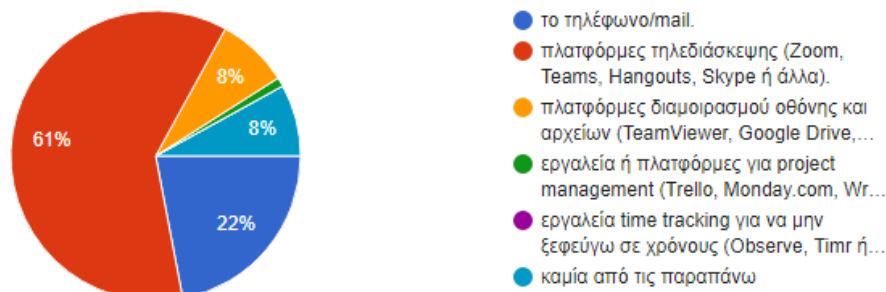 61%
8%
8%
22%
το τηλέφωνο/mail.
πλατφόρμες τηλεδιάσκεψης (Zoom,
Teams, Hangouts, Skype ή άλλα).
πλατφόρμες διαμοιρασμού οθόνης και
αρχείων (TeamViewer, Google Drive,…
εργαλεία ή πλατφόρμες για project
management (Trello, Monday.com, Wr…
εργαλεία time tracking για να μην
ξεφεύγω σε χρόνους (Observe, Timr ή…
καμία από τις παραπάνω